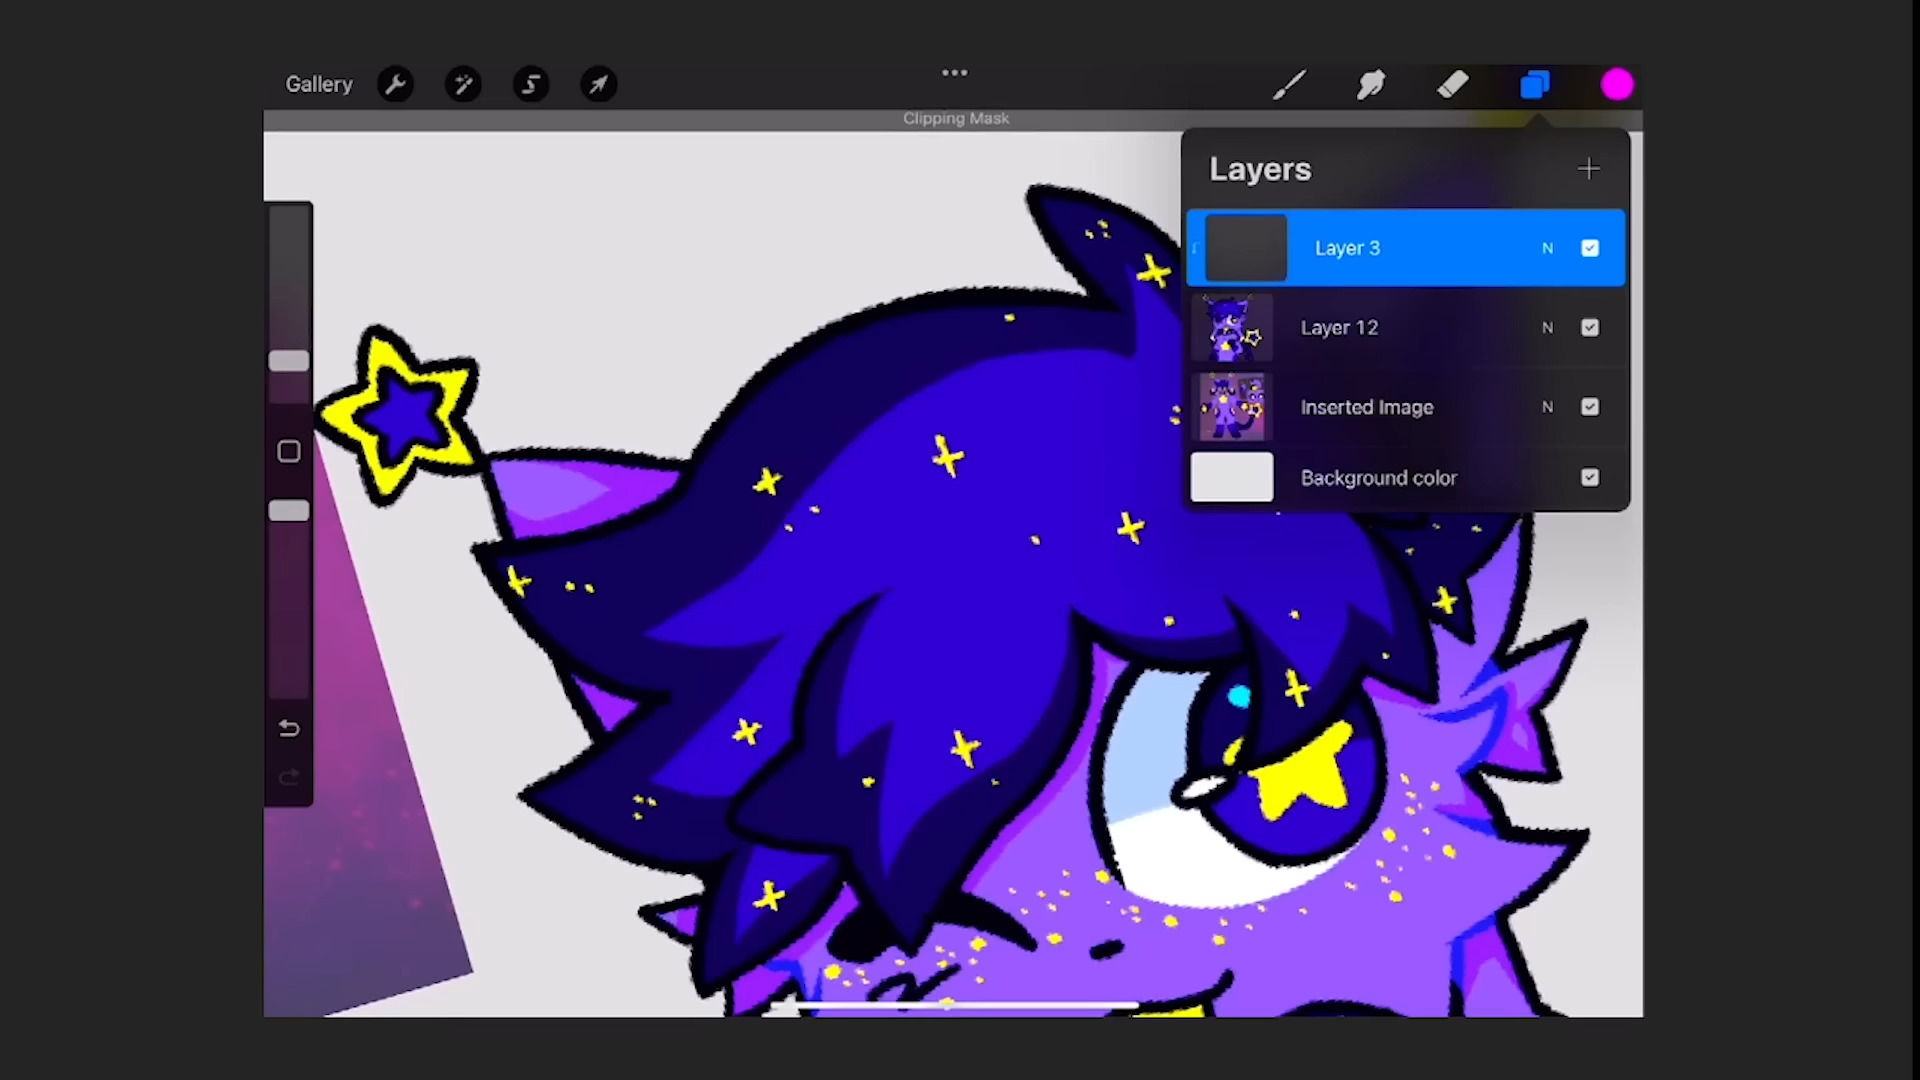 Gallery
Clipping Mask
Layers
Layer 3 N
Layer 12 N
Inserted Image N
Background color